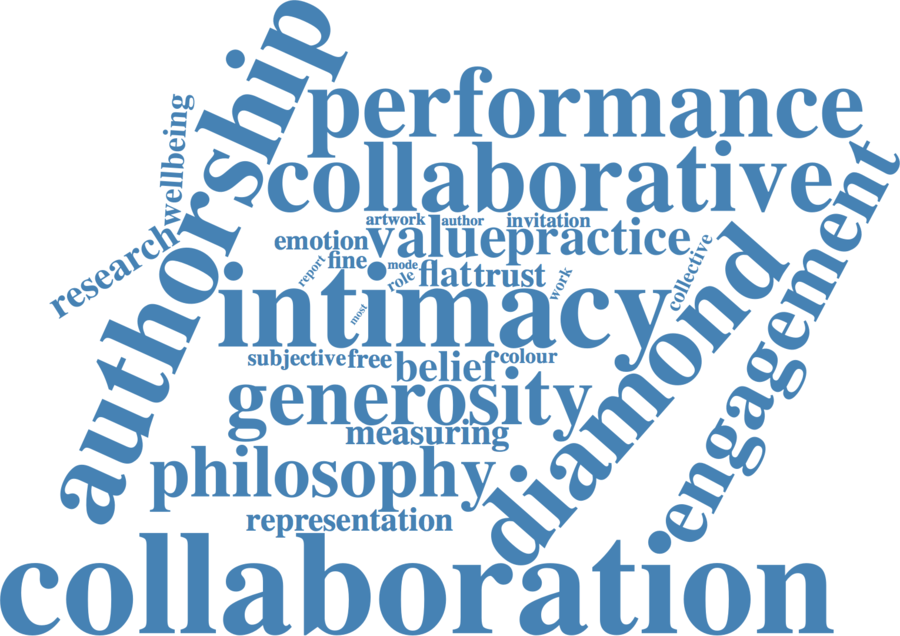 authorship
performance
wellbeing
collaborative
engagement
artwork
author
invitation
research
emotion
value
practice
diamond
collective
report
fine
mode
role
flat
trust
work
intimacy
most
subjective
free
belief
colour
generosity
measuring
philosophy
representation
collaboration